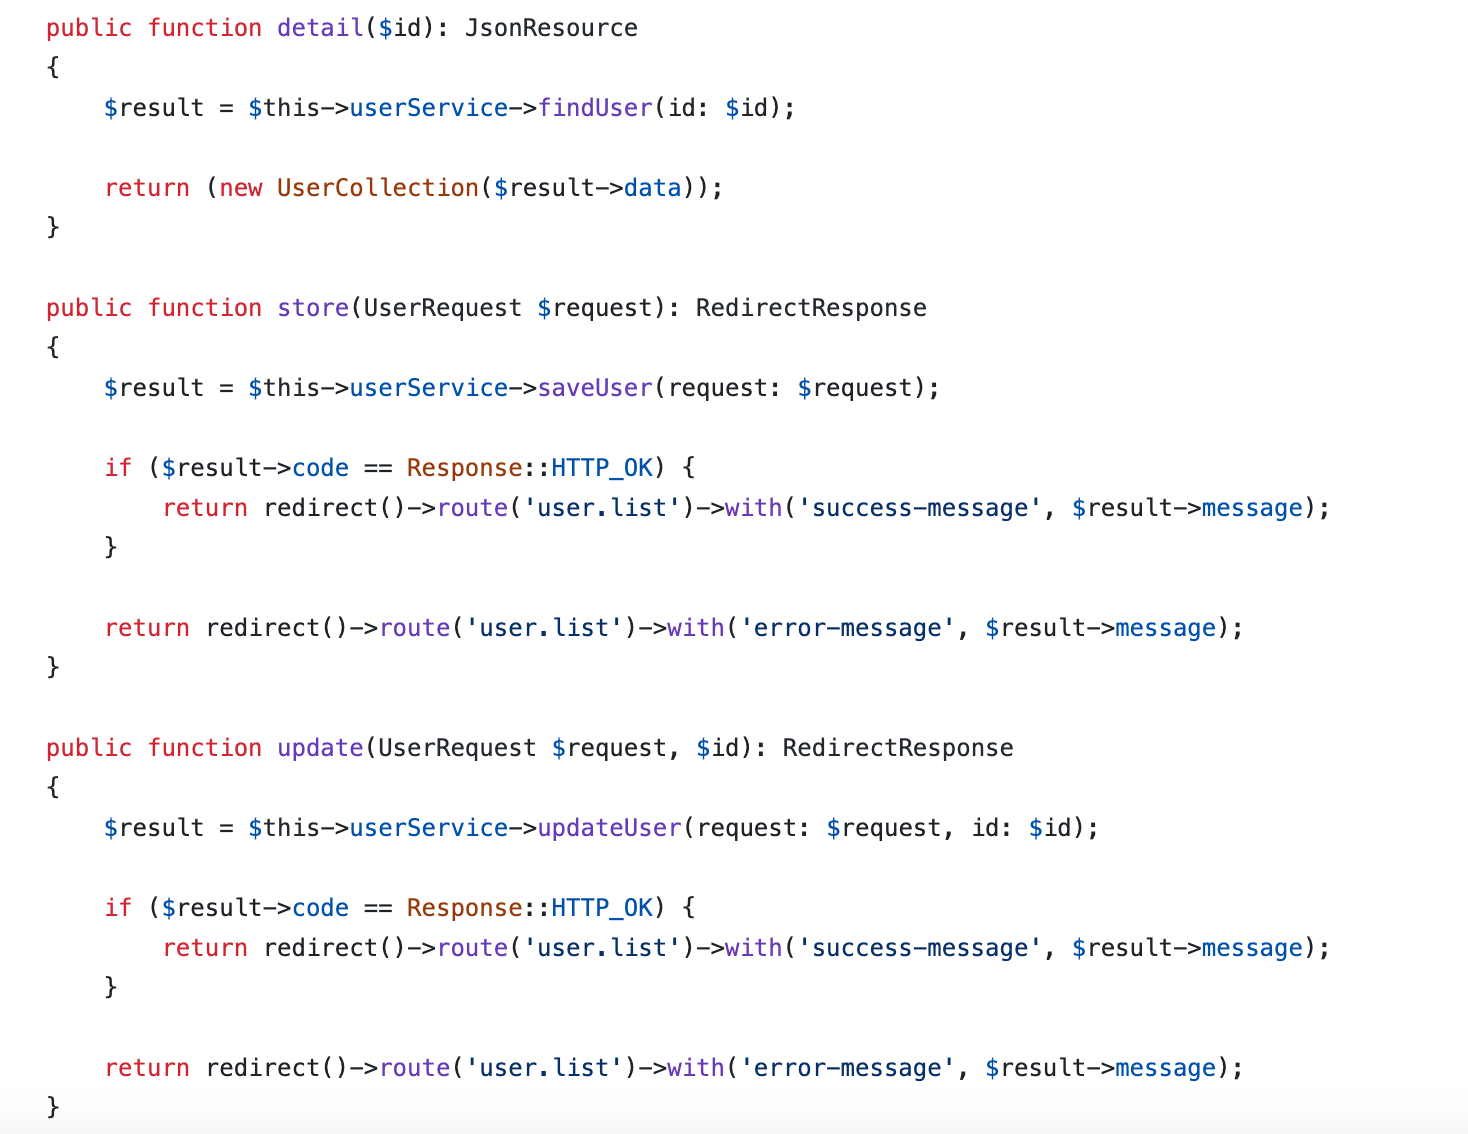 public function detail($id): JsonResource
{
    $result = $this->userService->findUser(id: $id);

    return (new UserCollection($result->data));
}

public function store(UserRequest $request): RedirectResponse
{
    $result = $this->userService->saveUser(request: $request);

    if ($result->code == Response::HTTP_OK) {
        return redirect()->route('user.list')->with('success-message', $result->message);
    }

    return redirect()->route('user.list')->with('error-message', $result->message);
}

public function update(UserRequest $request, $id): RedirectResponse
{
    $result = $this->userService->updateUser(request: $request, id: $id);

    if ($result->code == Response::HTTP_OK) {
        return redirect()->route('user.list')->with('success-message', $result->message);
    }

    return redirect()->route('user.list')->with('error-message', $result->message);
}